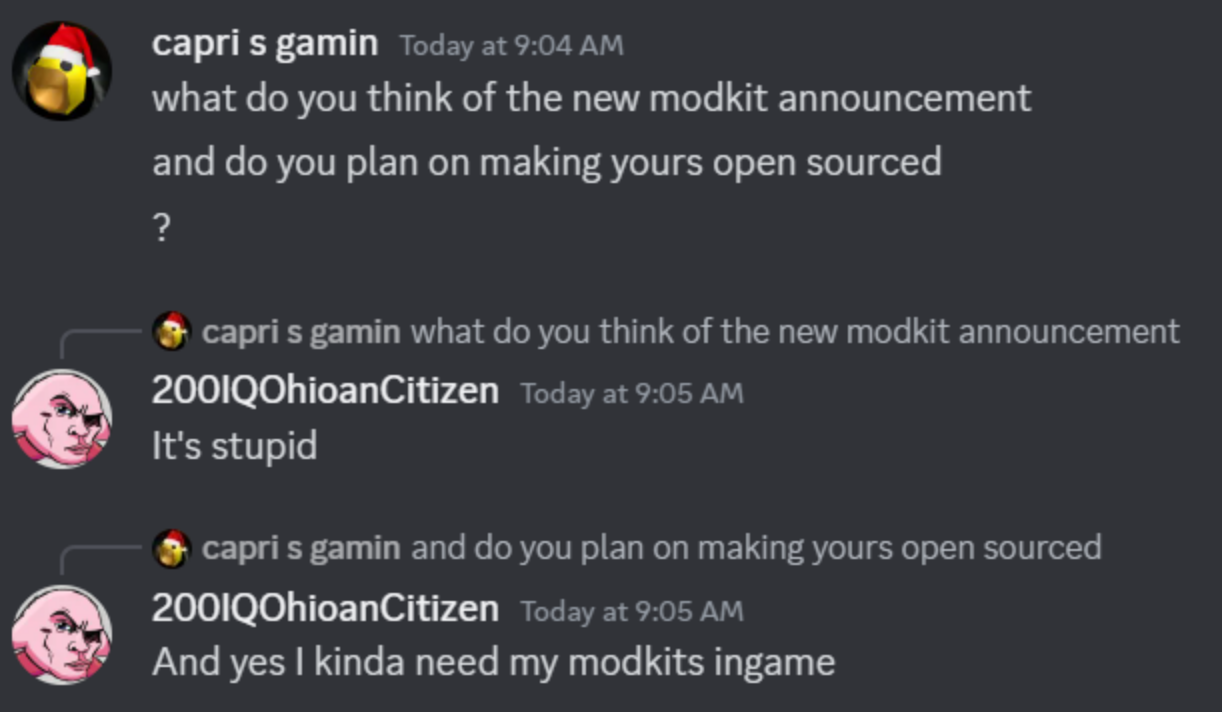 capri s gamin Today at 9:04 AM
what do you think of the new modkit announcement
and do you plan on making yours open sourced
?
capri s gamin what do you think of the new modkit announcement
200IQOhioanCitizen Today at 9:05 AM
It's stupid
capri s gamin and do you plan on making yours open sourced
200IQOhioanCitizen Today at 9:05 AM
And yes I kinda need my modkits ingame